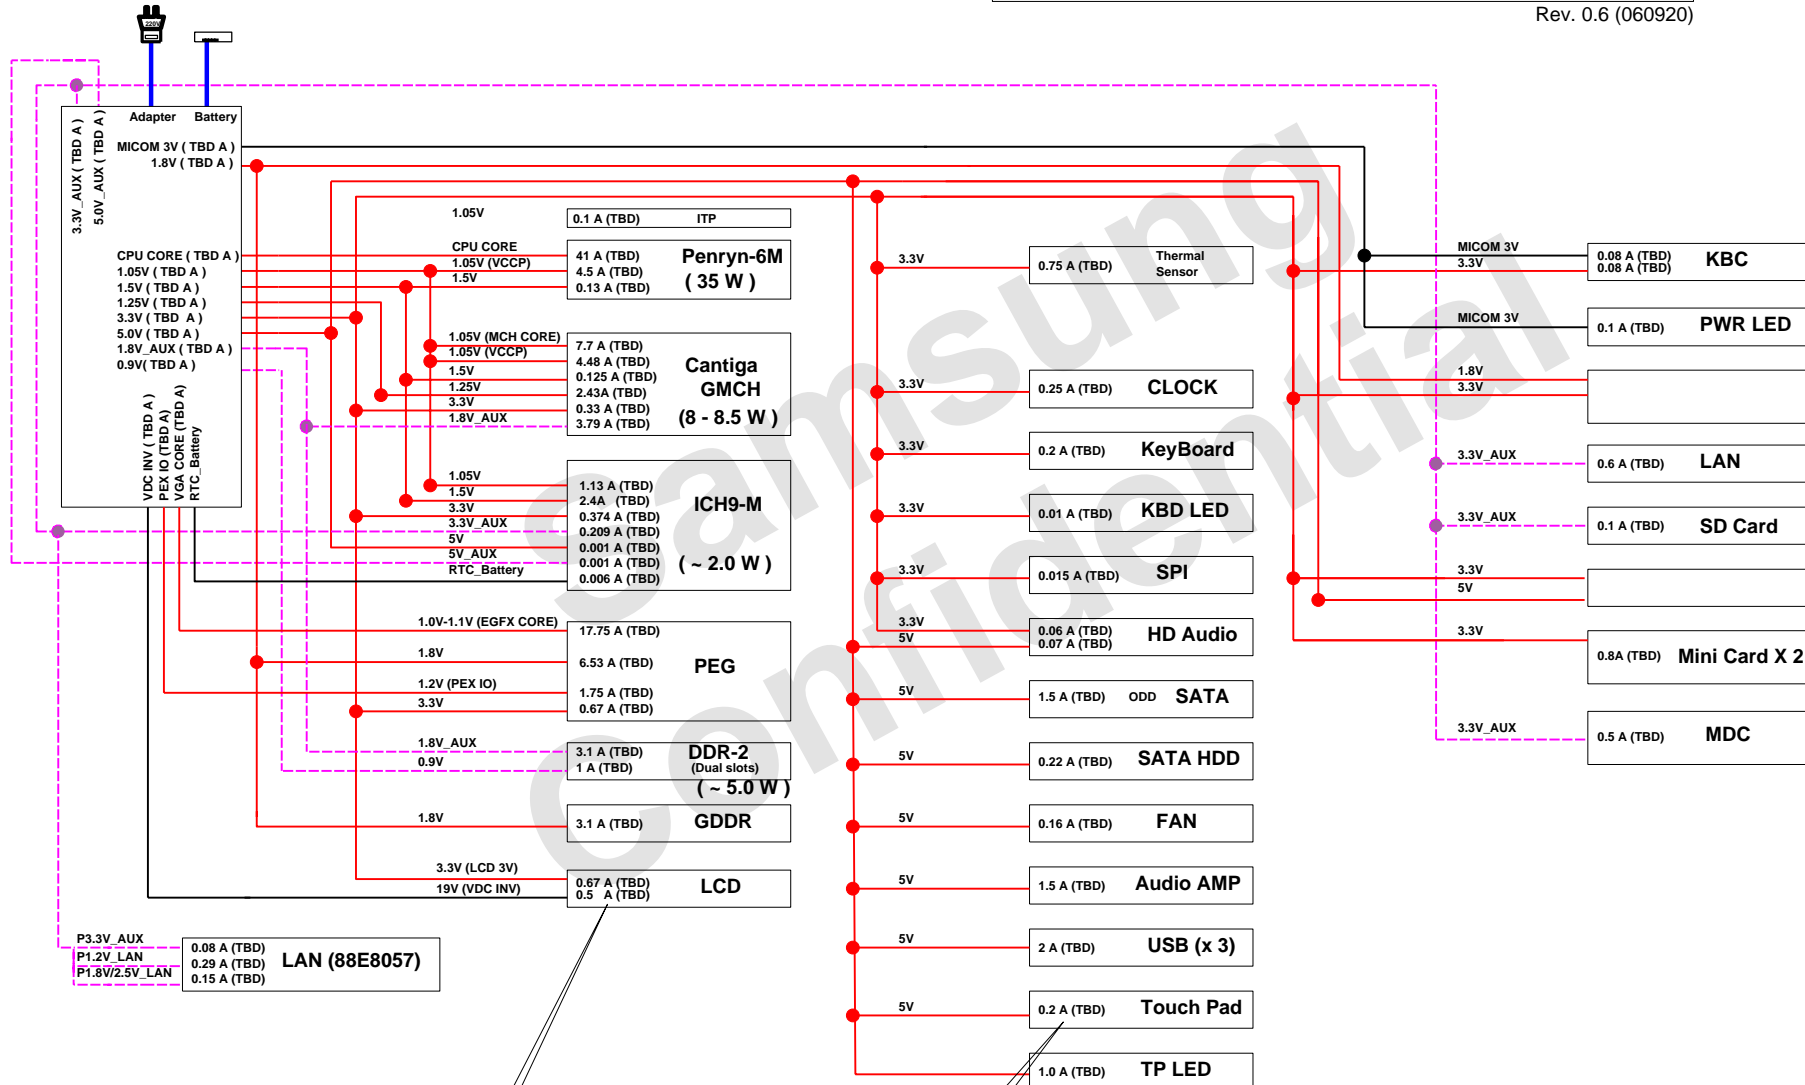 Rev. 0.6 (060920)
220V
Adapter
Battery
3.3V_AUX ( TBD A )
5.0V_AUX ( TBD A )
MICOM 3V ( TBD A )
1.8V ( TBD A )
CPU CORE ( TBD A )
1.05V ( TBD A )
1.5V ( TBD A )
1.25V ( TBD A )
3.3V ( TBD A )
5.0V ( TBD A )
1.8V_AUX ( TBD A )
0.9V( TBD A )
VDC INV ( TBD A )
PEX IO (TBD A)
VGA CORE (TBD A)
RTC_Battery
1.05V
0.1 A (TBD) ITP
CPU CORE
1.05V (VCCP)
1.5V
41 A (TBD)
4.5 A (TBD)
0.13 A (TBD)
Penryn-6M
( 35 W )
1.05V (MCH CORE)
1.05V (VCCP)
1.5V
1.25V
3.3V
1.8V_AUX
7.7 A (TBD)
4.48 A (TBD)
0.125 A (TBD)
2.43A (TBD)
0.33 A (TBD)
3.79 A (TBD)
Cantiga
GMCH
(8 - 8.5 W )
1.05V
1.5V
3.3V
3.3V_AUX
5V
5V_AUX
RTC_Battery
1.13 A (TBD)
2.4A (TBD)
0.374 A (TBD)
0.209 A (TBD)
0.001 A (TBD)
0.001 A (TBD)
0.006 A (TBD)
ICH9-M
( ~ 2.0 W )
1.0V-1.1V (EGFX CORE)
1.8V
1.2V (PEX IO)
3.3V
17.75 A (TBD)
6.53 A (TBD)
1.75 A (TBD)
0.67 A (TBD)
PEG
1.8V_AUX
0.9V
3.1 A (TBD)
1 A (TBD)
DDR-2
(Dual slots)
( ~ 5.0 W )
1.8V
3.1 A (TBD) GDDR
3.3V (LCD 3V)
19V (VDC INV)
0.67 A (TBD)
0.5 A (TBD)
LCD
P3.3V_AUX
P1.2V_LAN
P1.8V/2.5V_LAN
0.08 A (TBD)
0.29 A (TBD)
0.15 A (TBD)
LAN (88E8057)
3.3V
0.75 A (TBD)
Thermal
Sensor
3.3V
0.25 A (TBD) CLOCK
3.3V
0.2 A (TBD) KeyBoard
3.3V
0.01 A (TBD) KBD LED
3.3V
0.015 A (TBD) SPI
3.3V
5V
0.06 A (TBD)
0.07 A (TBD)
HD Audio
5V
1.5 A (TBD) ODD SATA
5V
0.22 A (TBD) SATA HDD
5V
0.16 A (TBD) FAN
5V
1.5 A (TBD) Audio AMP
5V
2 A (TBD) USB (x 3)
5V
0.2 A (TBD) Touch Pad
1.0 A (TBD) TP LED
MICOM 3V
3.3V
0.08 A (TBD)
0.08 A (TBD)
KBC
MICOM 3V
0.1 A (TBD) PWR LED
1.8V
3.3V
3.3V_AUX
0.6 A (TBD) LAN
3.3V_AUX
0.1 A (TBD) SD Card
3.3V
5V
3.3V
0.8A (TBD) Mini Card X 2
3.3V_AUX
0.5 A (TBD) MDC
Samsung
Confidential